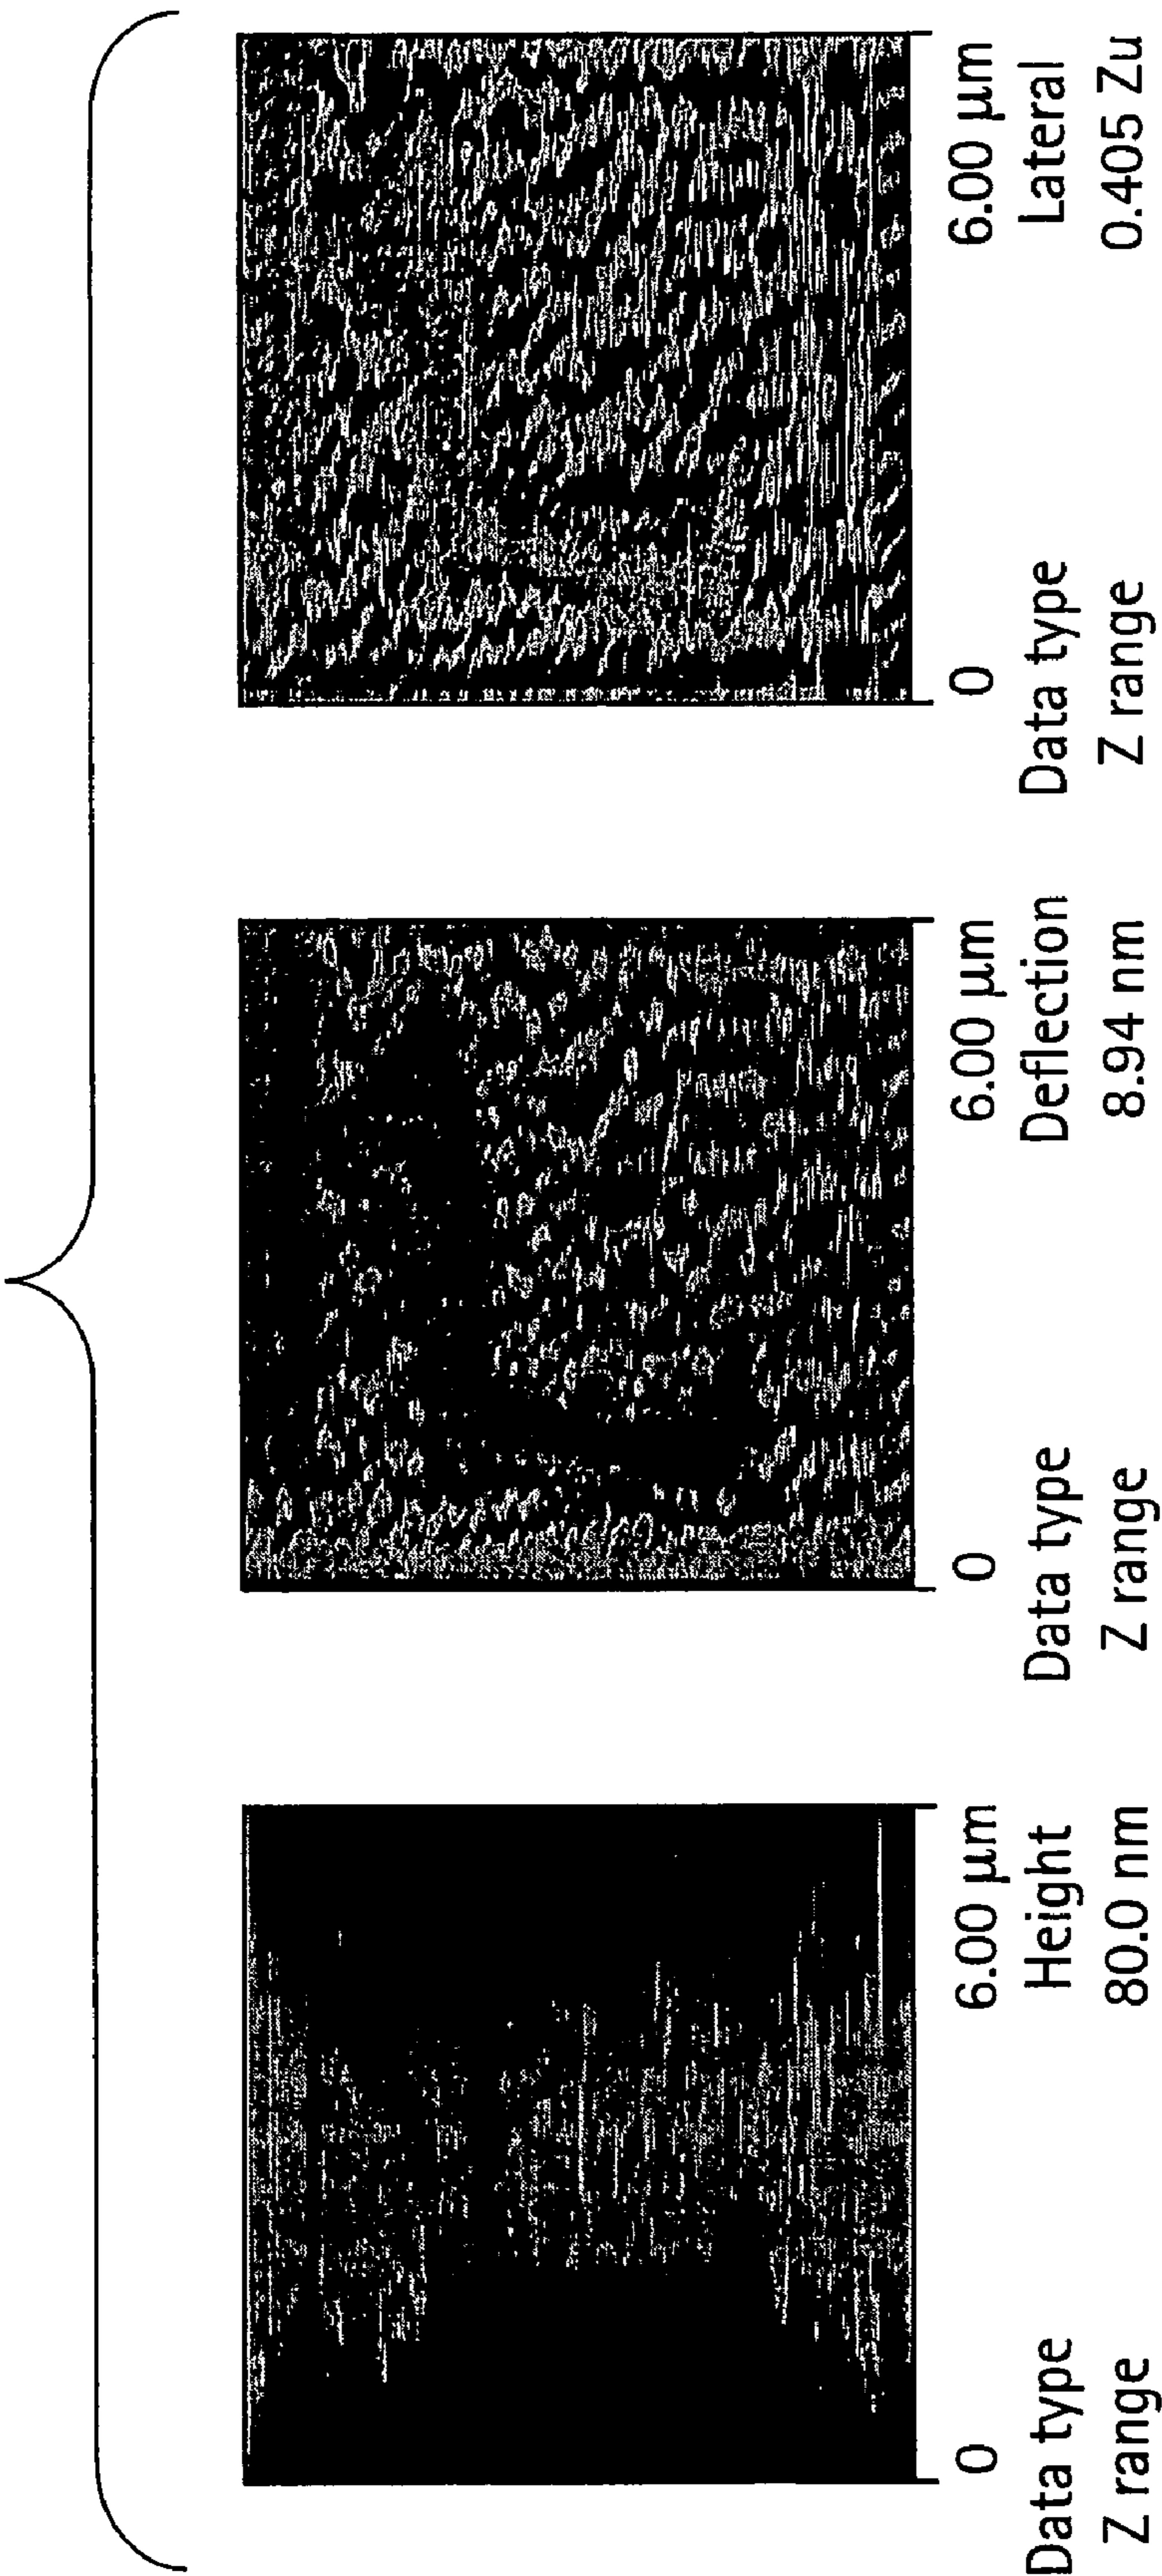 0 6.00 μm
Data type Height
Z range 80.0 nm
0 6.00 μm
Data type Deflection
Z range 8.94 nm
0 6.00 μm
Data type Lateral
Z range 0.405 Zu